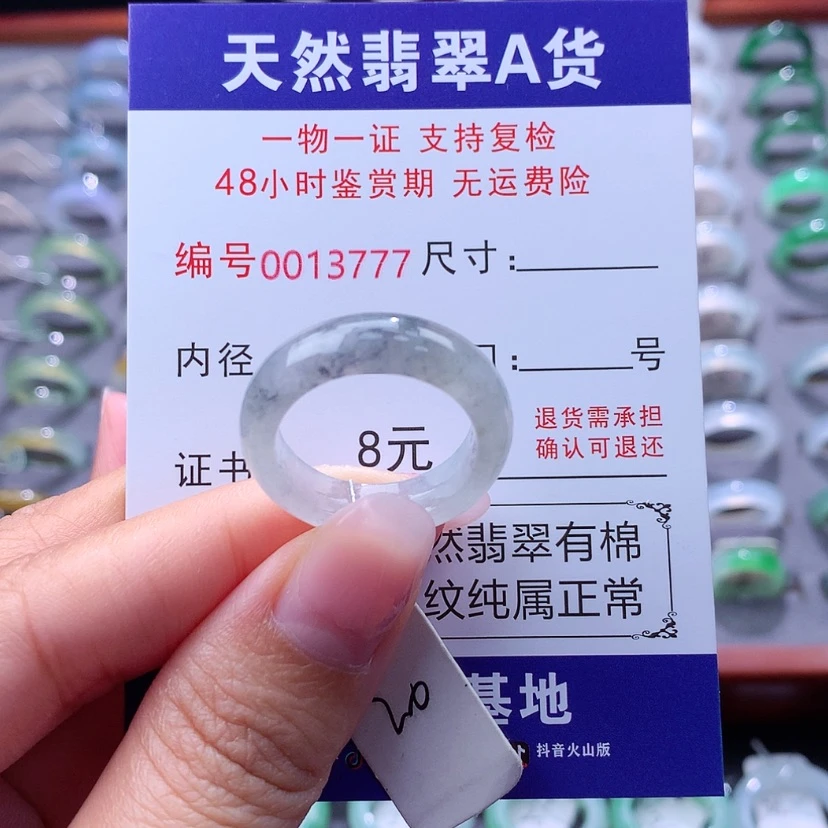 天然翡翠A货
一物一证 支持复检
48小时鉴赏期 无运费险
编号0013777 尺寸:
内径 口: 号
退货需承担
确认可退还
证书 8元
然翡翠有棉
纹纯属正常
基地
抖音火山版
20